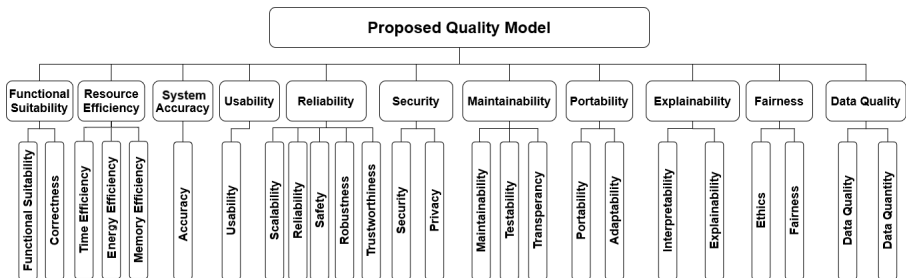 Proposed Quality Model
Functional
Suitability
Resource
Efficiency
System
Accuracy
Usability
Reliability
Security
Maintainability
Portability
Explainability
Fairness
Data Quality
Functional Suitability
Correctness
Time Efficiency
Energy Efficiency
Memory Efficiency
Accuracy
Usability
Scalability
Reliability
Safety
Robustness
Trustworthiness
Security
Privacy
Maintainability
Testability
Transperancy
Portability
Adaptability
Interpretability
Explainability
Ethics
Fairness
Data Quality
Data Quantity